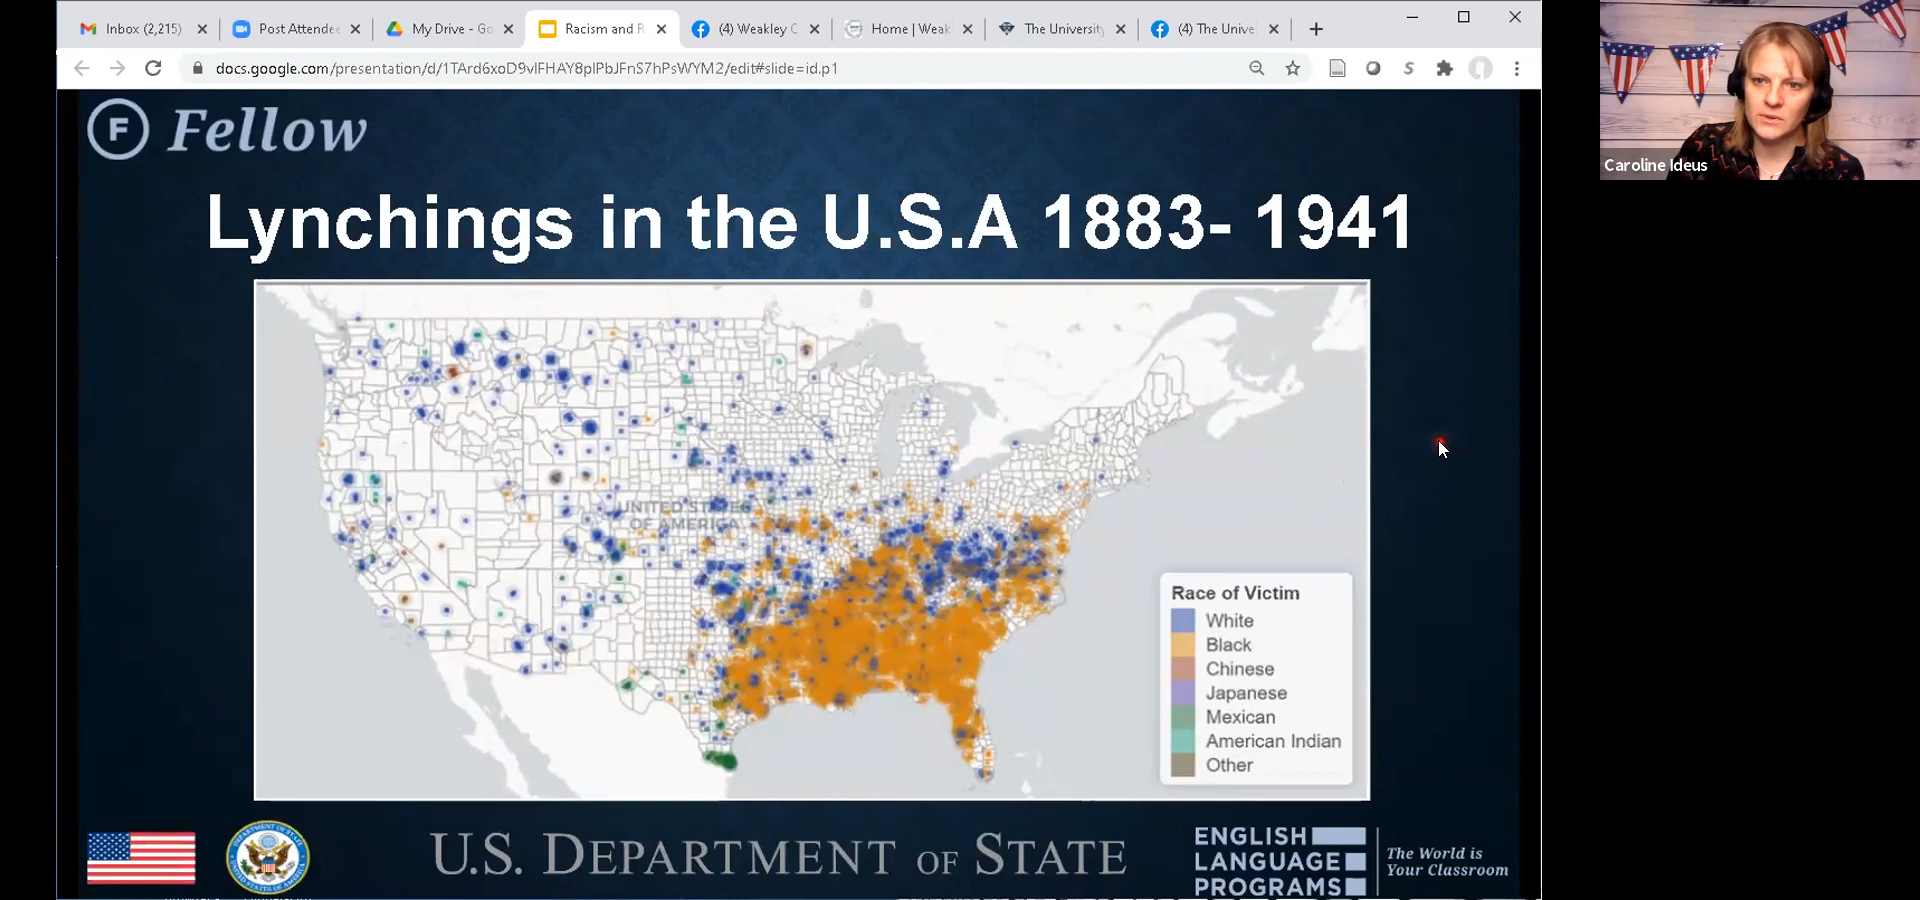 Inbox (2,215)
Post Attendee
My Drive - Go
Racism and R
(4) Weakley C
Home | Weak
The University
(4) The Unive
docs.google.com/presentation/d/1TArd6xoD9vlFHAY8plPbJFnS7hPsWYM2/edit#slide=id.p1
F Fellow
Lynchings in the U.S.A 1883- 1941
UNITED STATES
OF AMERICA
Race of Victim
White
Black
Chinese
Japanese
Mexican
American Indian
Other
U.S. DEPARTMENT OF STATE
ENGLISH
LANGUAGE
PROGRAMS
The World is
Your Classroom
Caroline Ideus